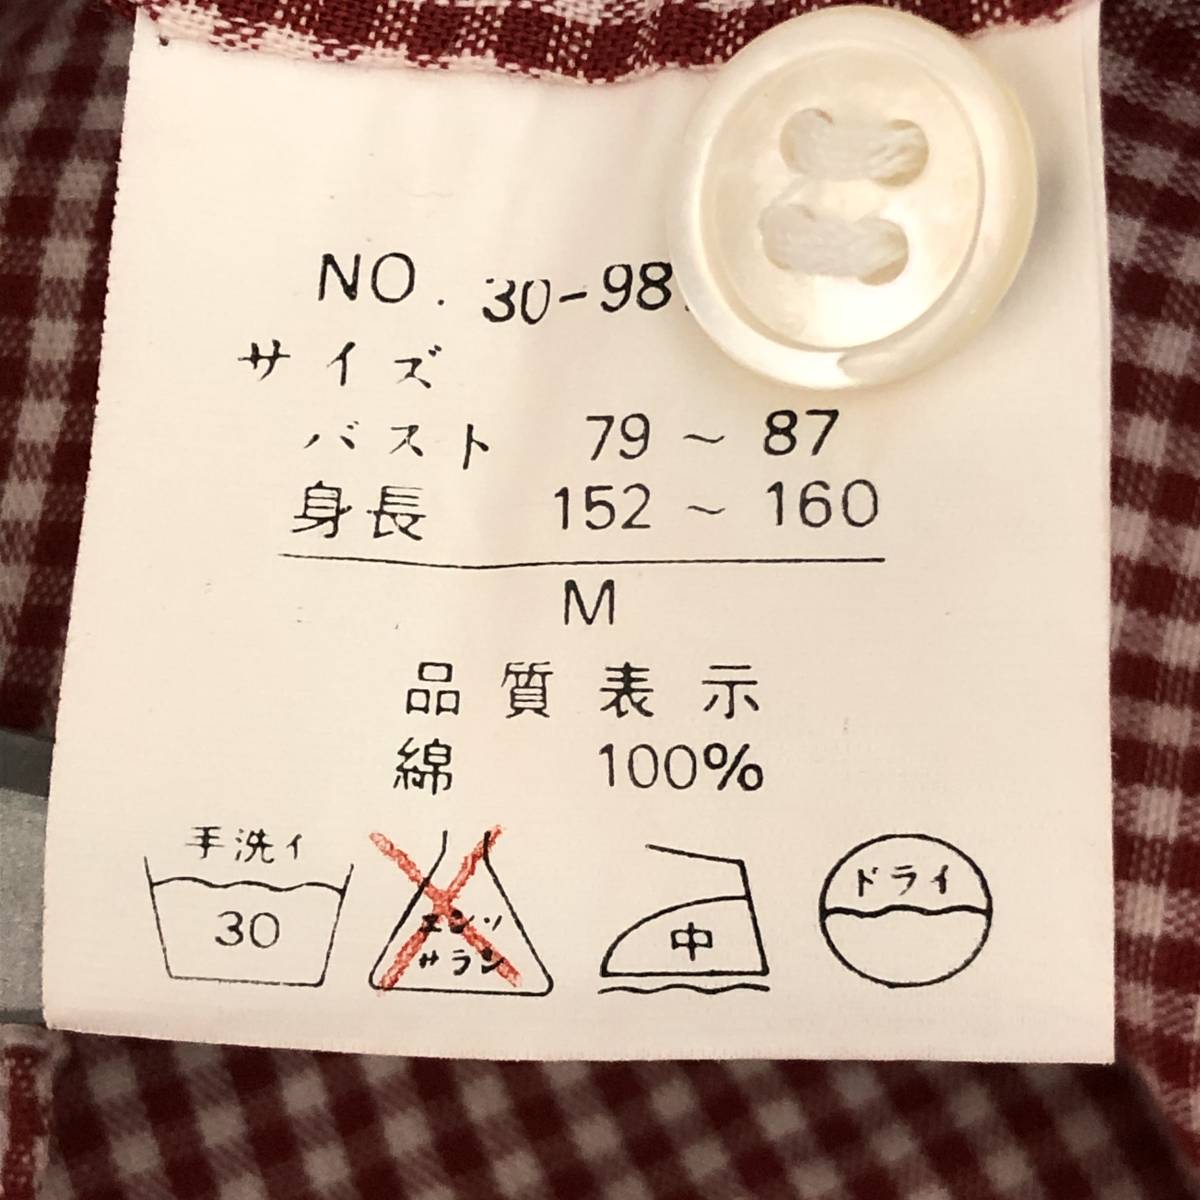 NO. 30-98
サイズ
バスト 79 ~ 87
身長 152 ~ 160
M
品質表示
綿 100%
手洗イ
30
エンソ
サラシ
中
ドライ